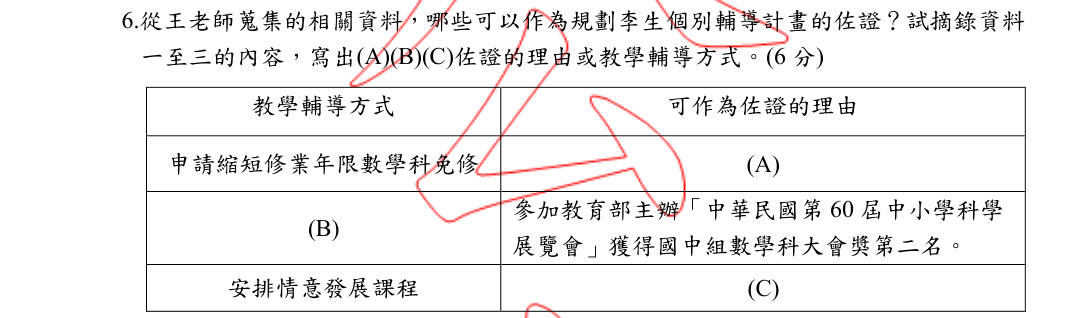 6.從王老師蒐集的相關資料，哪些可以作為規劃李生個別輔導計畫的佐證？試摘錄資料
一至三的內容，寫出(A)(B)(C)佐證的理由或教學輔導方式。(6 分)
教學輔導方式 可作為佐證的理由
申請縮短修業年限數學科免修 (A)
(B) 參加教育部主辦「中華民國第 60 屆中小學科學
展覽會」獲得國中組數學科大會獎第二名。
安排情意發展課程 (C)